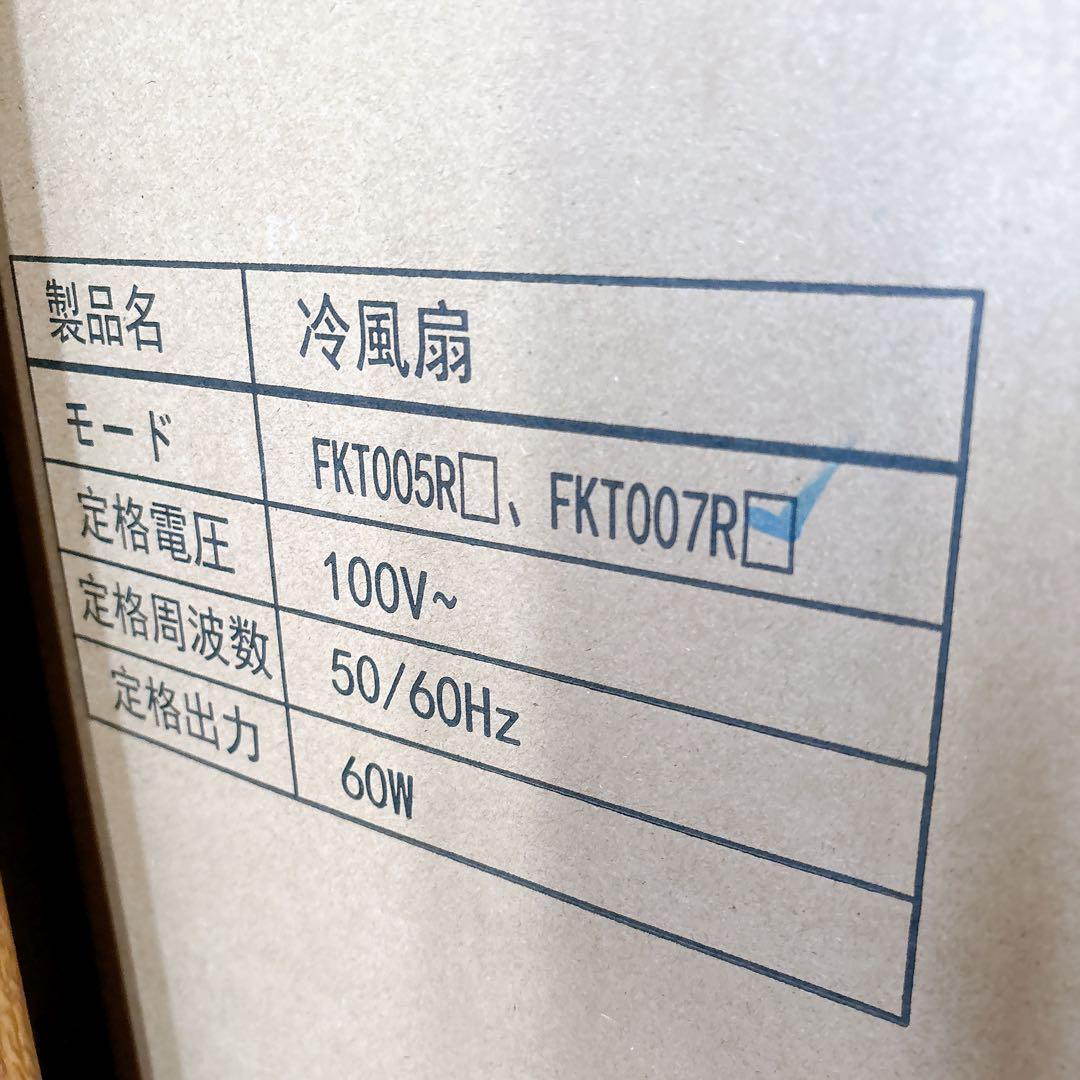 製品名 冷風扇
モード FKT005R□、FKT007R☑
定格電圧 100V~
定格周波数 50/60Hz
定格出力 60W